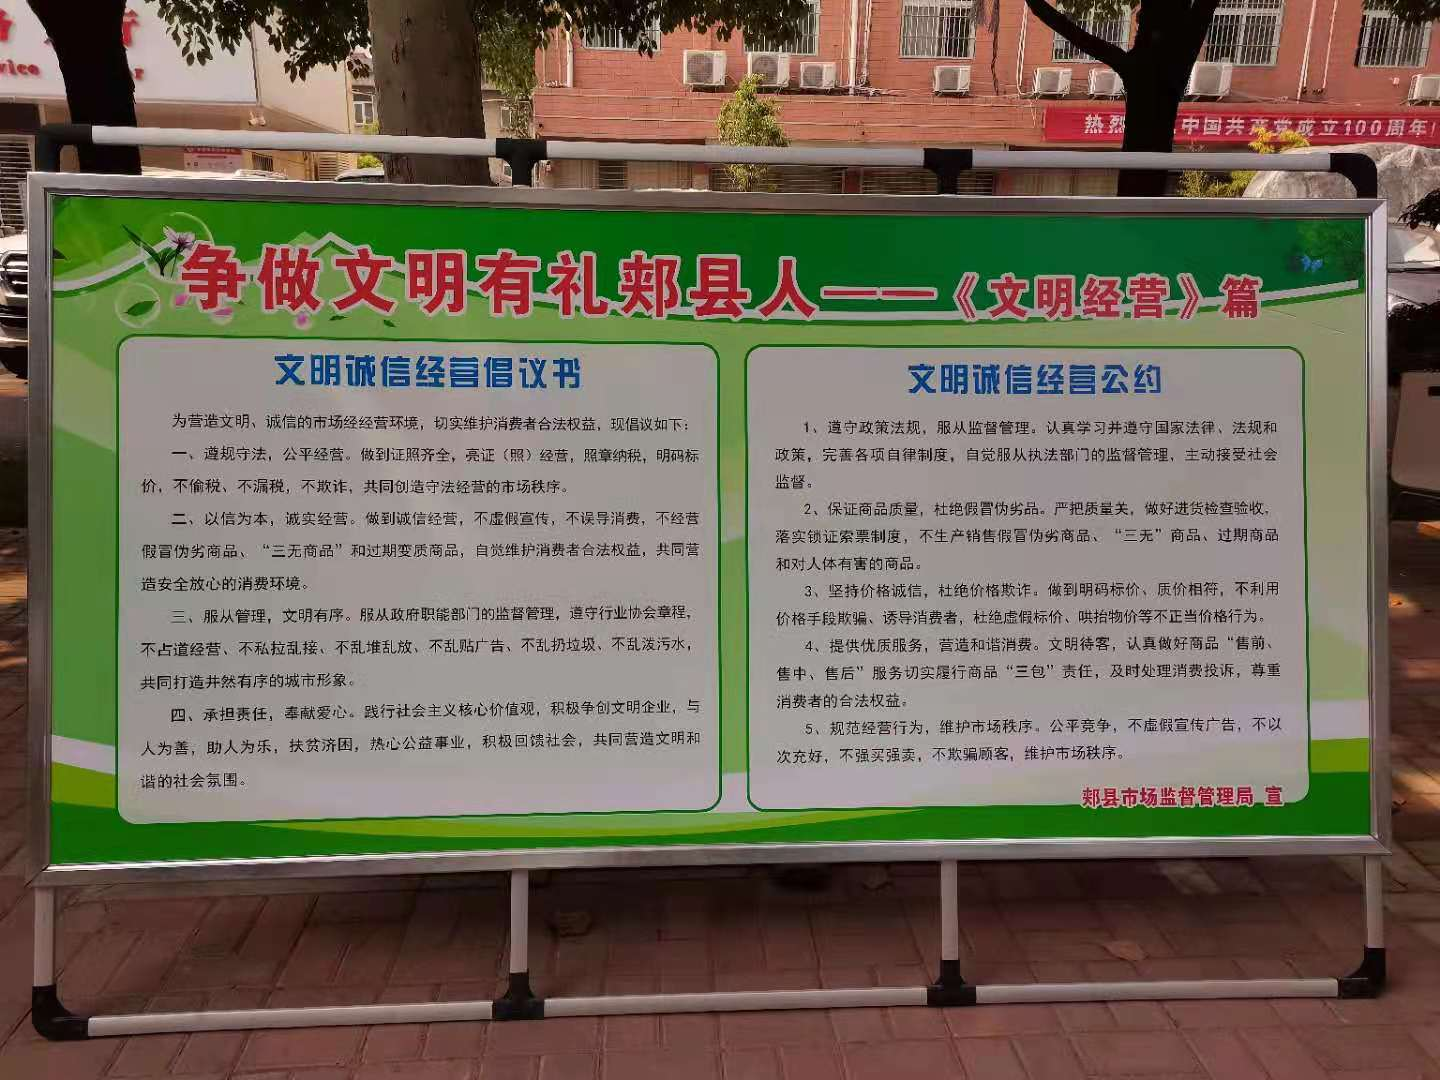 中国共产党成立100周年!
争做文明有礼郏县人——《文明经营》篇
文明诚信经营倡议书
为营造文明、诚信的市场经经营环境，切实维护消费者合法权益，现倡议如下：
一、遵规守法，公平经营。做到证照齐全，亮证（照）经营，照章纳税，明码标
价，不偷税、不漏税，不欺诈，共同创造守法经营的市场秩序。
二、以信为本，诚实经营。做到诚信经营，不虚假宣传，不误导消费，不经营
假冒伪劣商品、“三无商品”和过期变质商品，自觉维护消费者合法权益，共同营
造安全放心的消费环境。
三、服从管理，文明有序。服从政府职能部门的监督管理，遵守行业协会章程，
不占道经营、不私拉乱接、不乱堆乱放、不乱贴广告、不乱扔垃圾、不乱泼污水，
共同打造井然有序的城市形象。
四、承担责任，奉献爱心。践行社会主义核心价值观，积极争创文明企业，与
人为善，助人为乐，扶贫济困，热心公益事业，积极回馈社会，共同营造文明和
谐的社会氛围。
文明诚信经营公约
1、遵守政策法规，服从监督管理。认真学习并遵守国家法律、法规和
政策，完善各项自律制度，自觉服从执法部门的监督管理，主动接受社会
监督。
2、保证商品质量，杜绝假冒伪劣品。严把质量关，做好进货检查验收，
落实锁证索票制度，不生产销售假冒伪劣商品、“三无”商品、过期商品
和对人体有害的商品。
3、坚持价格诚信，杜绝价格欺诈。做到明码标价、质价相符，不利用
价格手段欺骗、诱导消费者，杜绝虚假标价、哄抬物价等不正当价格行为。
4、提供优质服务，营造和谐消费。文明待客，认真做好商品“售前、
售中、售后”服务切实履行商品“三包”责任，及时处理消费投诉，尊重
消费者的合法权益。
5、规范经营行为，维护市场秩序。公平竞争，不虚假宣传广告，不以
次充好，不强买强卖，不欺骗顾客，维护市场秩序。
郏县市场监督管理局 宣